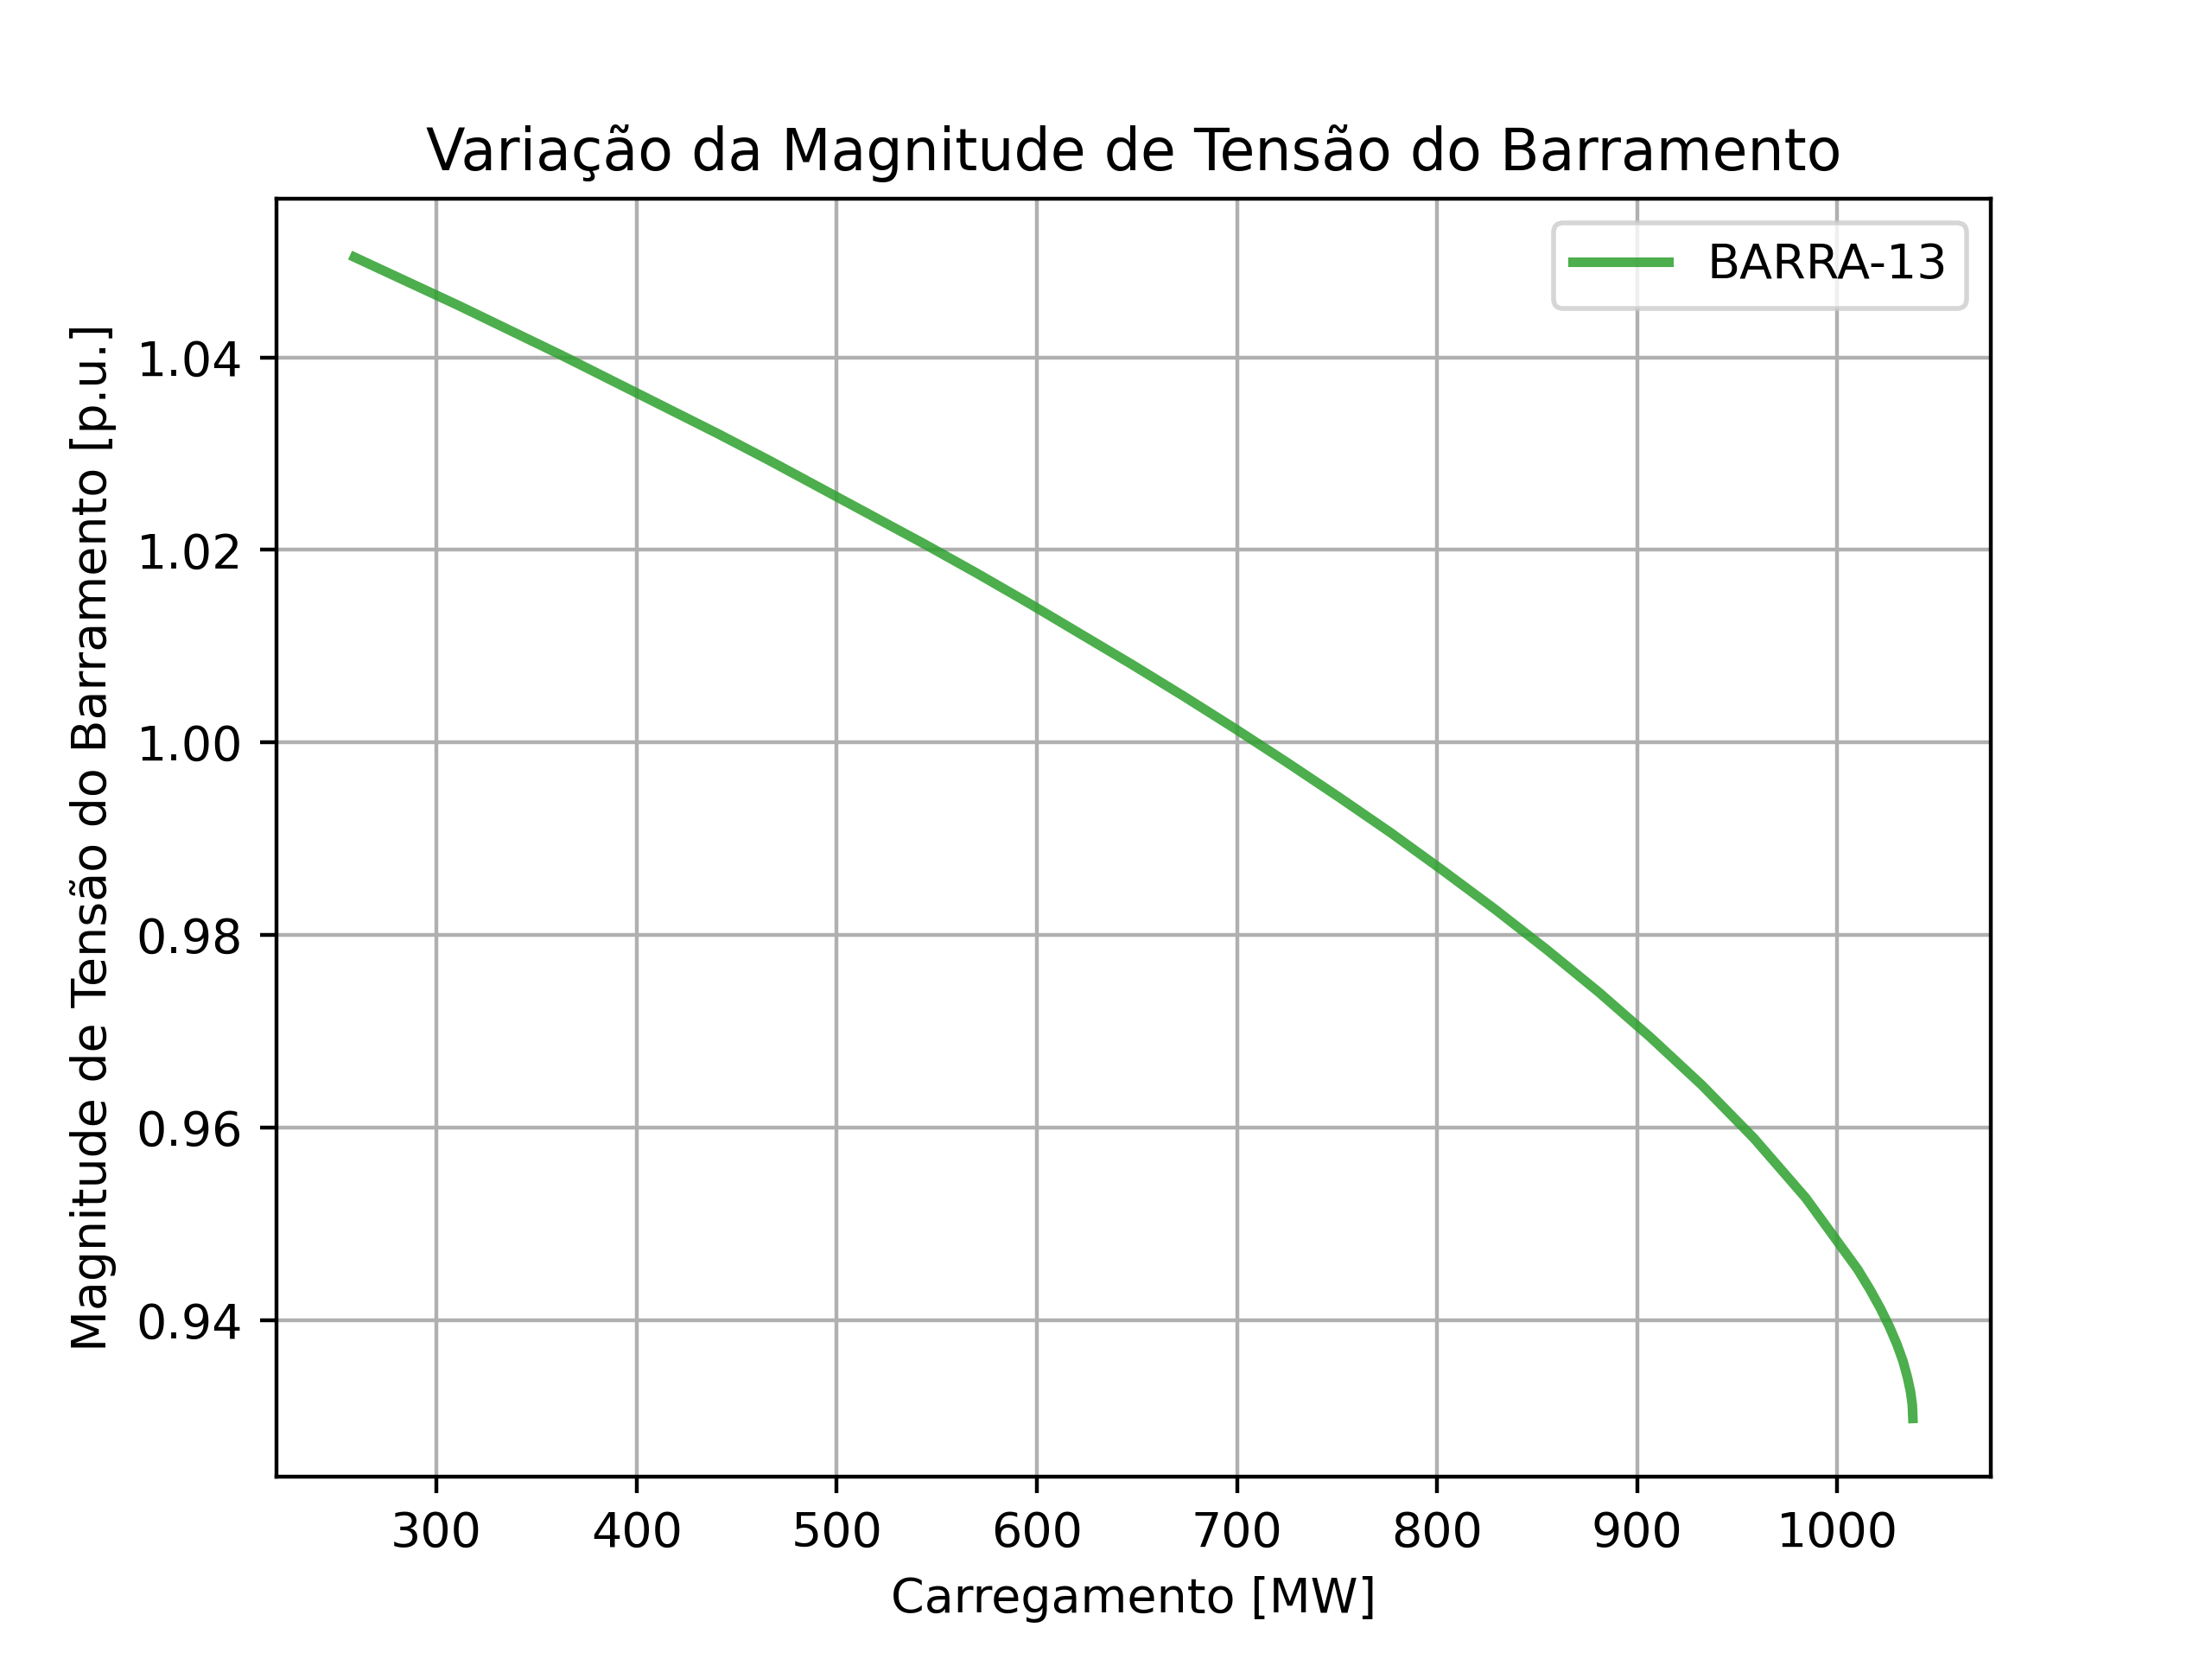 Variação da Magnitude de Tensão do Barramento
BARRA-13
Magnitude de Tensão do Barramento [p.u.]
1.04
1.02
1.00
0.98
0.96
0.94
300 400 500 600 700 800 900 1000
Carregamento [MW]